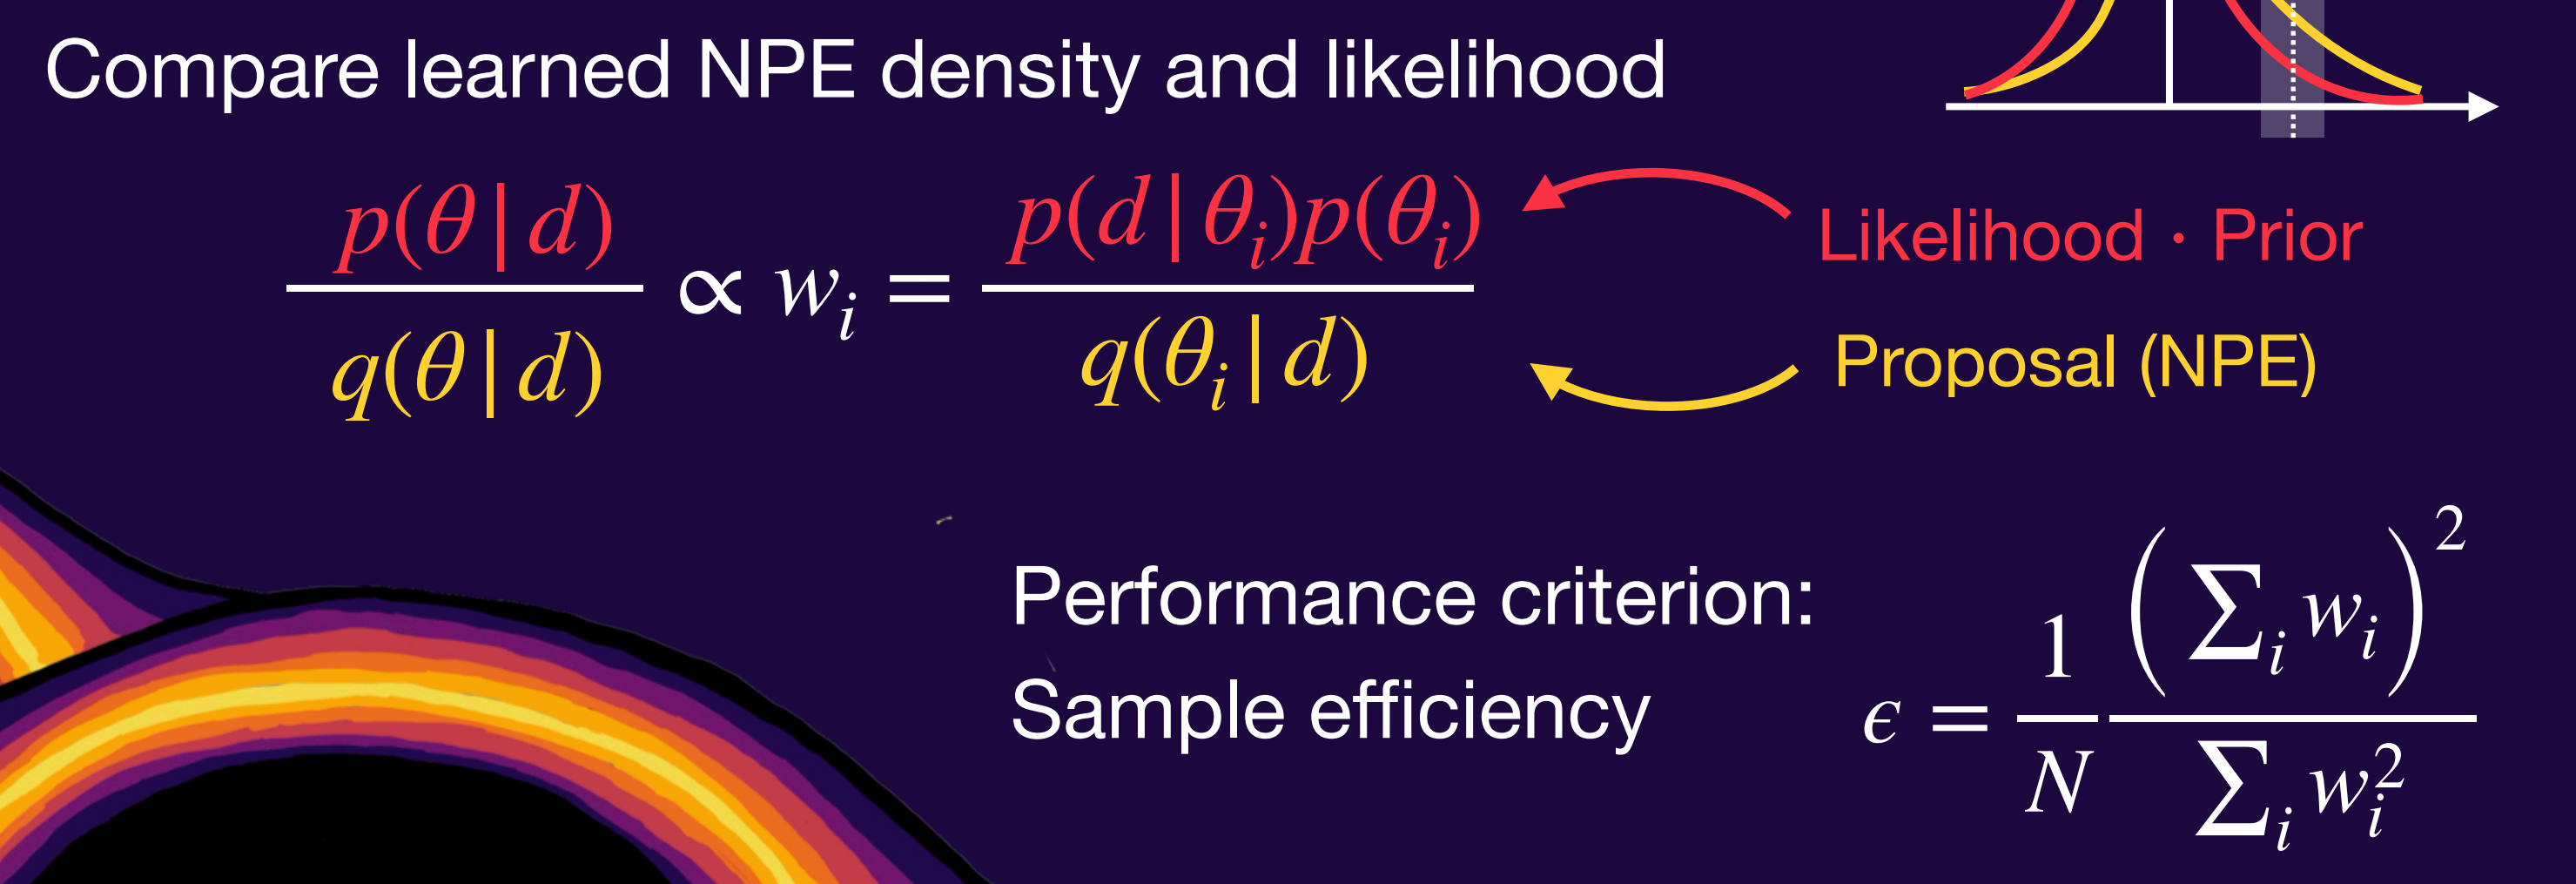 Compare learned NPE density and likelihood
p(θ|d) / q(θ|d) ∝ w_i = p(d|θ_i)p(θ_i) / q(θ_i|d)
Likelihood · Prior
Proposal (NPE)
Performance criterion:
Sample efficiency
ϵ = 1/N (∑_i w_i)^2 / ∑_i w_i^2